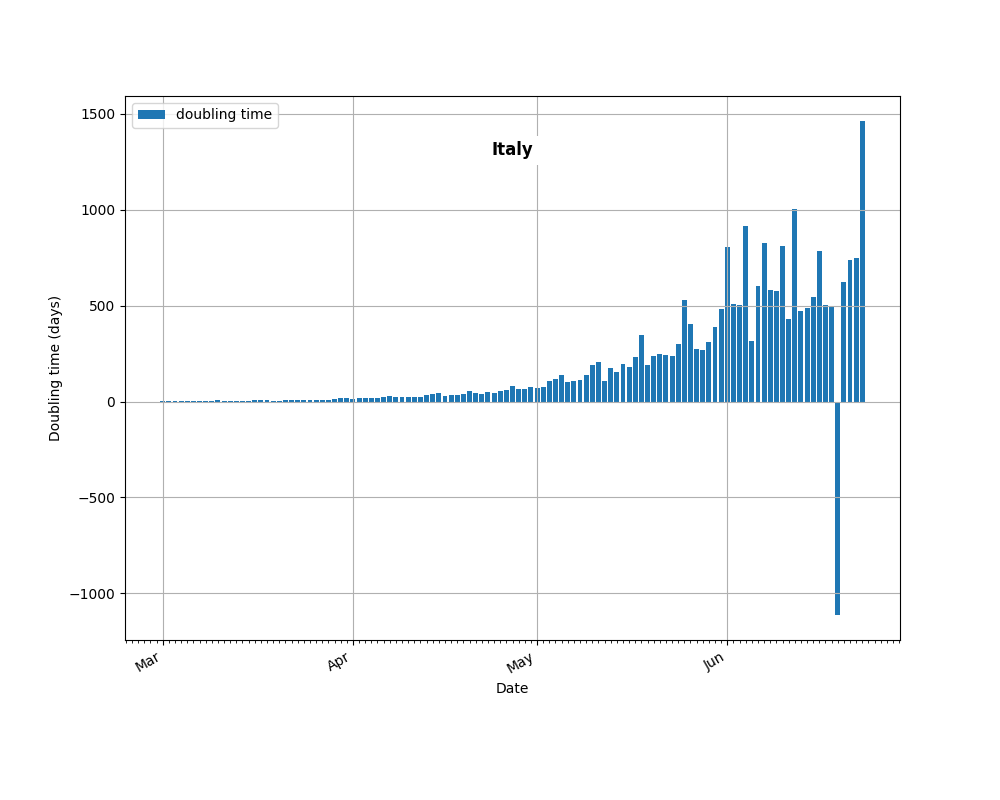 doubling time
Italy
1500
1000
500
0
−500
−1000
Doubling time (days)
Mar
Apr
May
Jun
Date